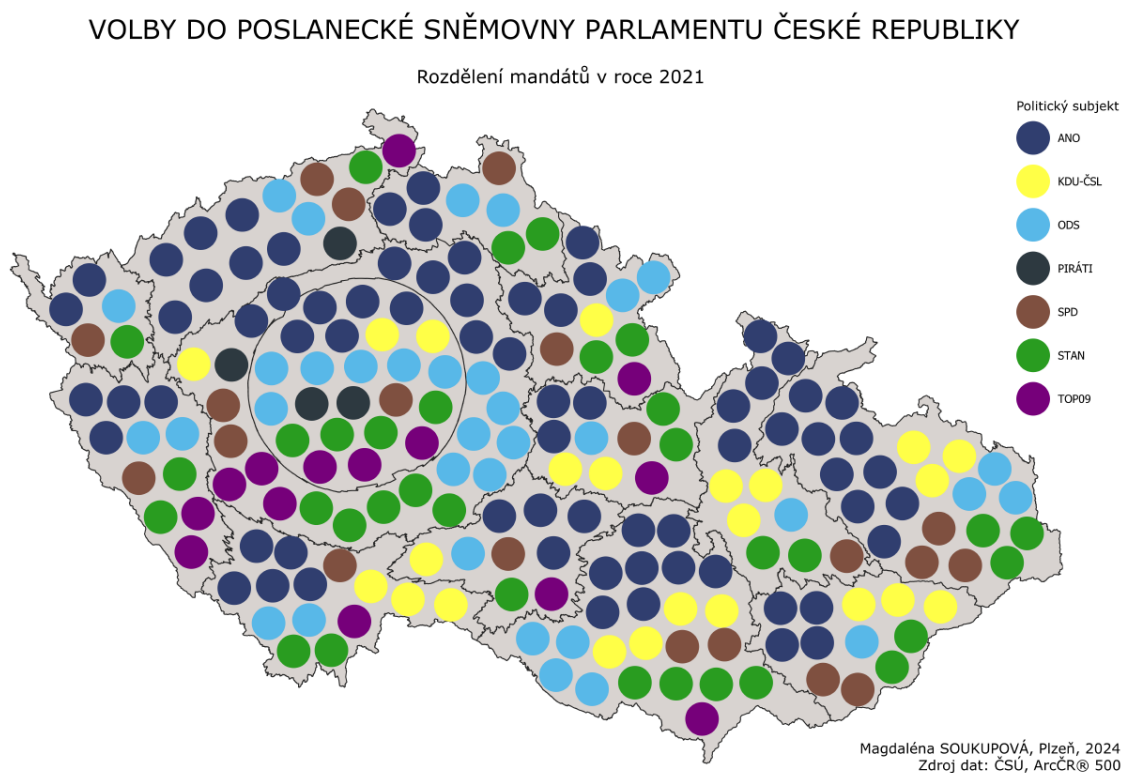 VOLBY DO POSLANECKÉ SNĚMOVNY PARLAMENTU ČESKÉ REPUBLIKY
Rozdělení mandátů v roce 2021
Politický subjekt
ANO
KDU-ČSL
ODS
PIRÁTI
SPD
STAN
TOP09
Magdaléna SOUKUPOVÁ, Plzeň, 2024
Zdroj dat: ČSÚ, ArcČR® 500